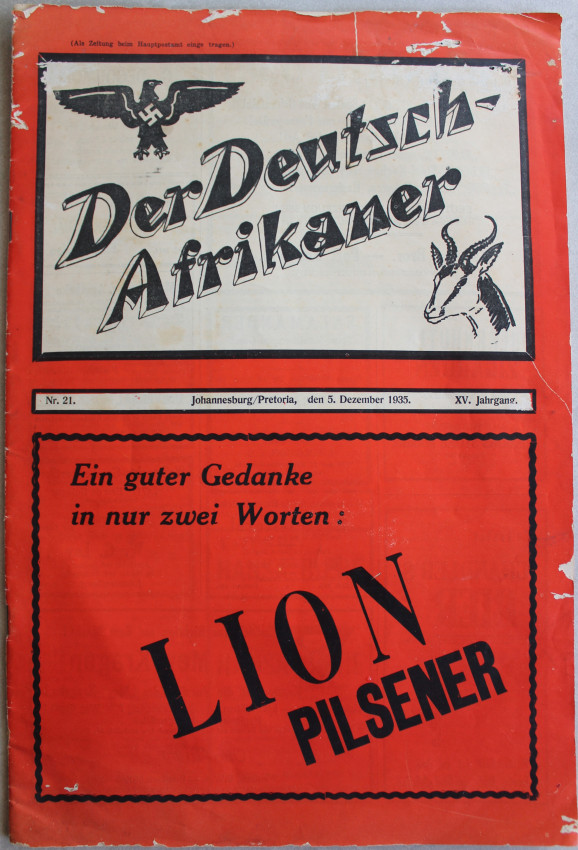 (Als Zeitung beim Hauptpostamt einge tragen.)
Der Deutsch-
Afrikaner
Nr. 21. Johannesburg/Pretoria, den 5. Dezember 1935. XV. Jahrgang.
Ein guter Gedanke
in nur zwei Worten:
LION
PILSENER